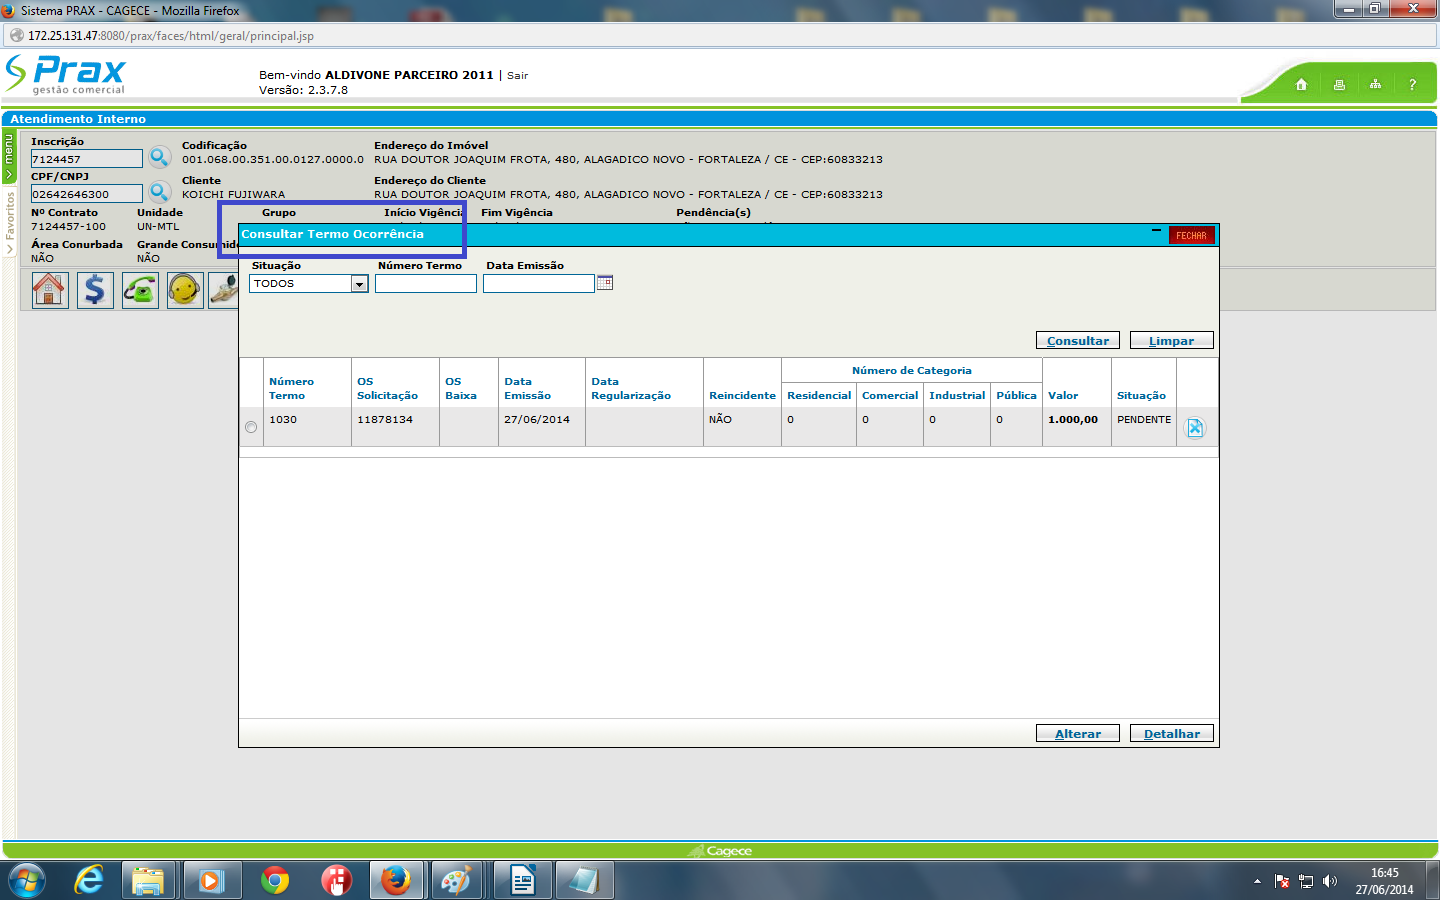 Sistema PRAX - CAGECE - Mozilla Firefox
172.25.131.47:8080/prax/faces/html/geral/principal.jsp
Prax
gestão comercial
Bem-vindo ALDIVONE PARCEIRO 2011 | Sair
Versão: 2.3.7.8
?
Atendimento Interno
menu
Favoritos
Inscrição
7124457
Codificação
001.068.00.351.00.0127.0000.0
Endereço do Imóvel
RUA DOUTOR JOAQUIM FROTA, 480, ALAGADICO NOVO - FORTALEZA / CE - CEP:60833213
CPF/CNPJ
02642646300
Cliente
KOICHI FUJIWARA
Endereço do Cliente
RUA DOUTOR JOAQUIM FROTA, 480, ALAGADICO NOVO - FORTALEZA / CE - CEP:60833213
Nº Contrato Unidade Grupo Início Vigência Fim Vigência Pendência(s)
7124457-100 UN-MTL
Área Conurbada Grande Consumid
NÃO NÃO
Consultar Termo Ocorrência
FECHAR
Situação Número Termo Data Emissão
TODOS
Consultar Limpar
Número de Categoria
Número Termo OS Solicitação OS Baixa Data Emissão Data Regularização Reincidente Residencial Comercial Industrial Pública Valor Situação
1030 11878134 27/06/2014 NÃO 0 0 0 0 1.000,00 PENDENTE
Alterar Detalhar
Cagece
16:45
27/06/2014